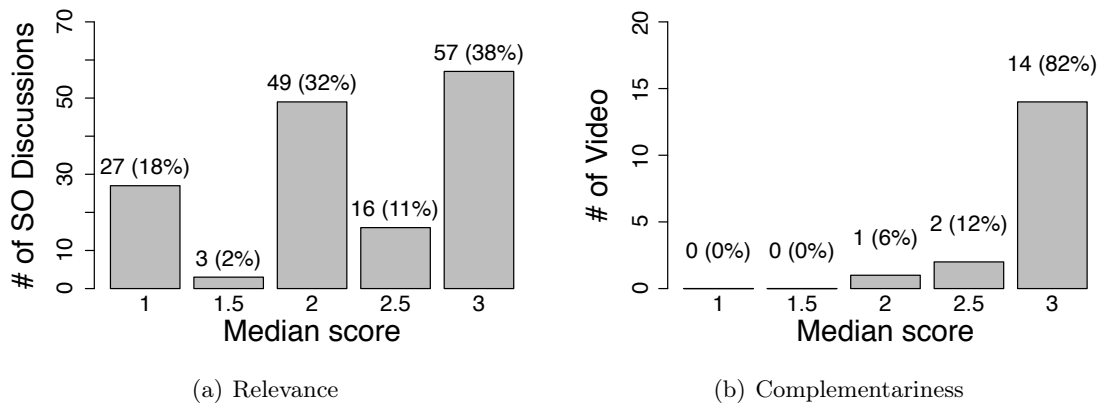 # of SO Discussions
0 10 30 50 70
27 (18%)
3 (2%)
49 (32%)
16 (11%)
57 (38%)
1 1.5 2 2.5 3
Median score
(a) Relevance
# of Video
0 5 10 15 20
0 (0%)
0 (0%)
1 (6%)
2 (12%)
14 (82%)
1 1.5 2 2.5 3
Median score
(b) Complementariness